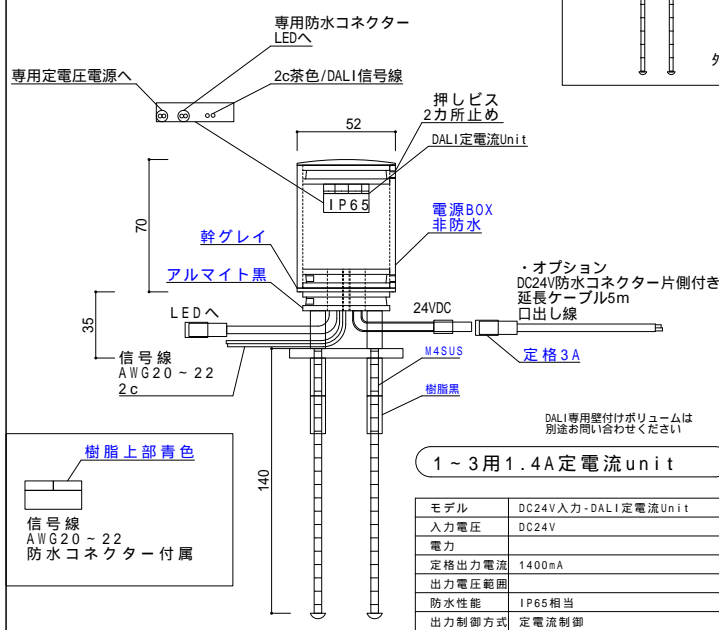 専用防水コネクター
LEDへ
専用定電圧電源へ
2c茶色/DALI信号線
52
押しビス
2カ所止め
DALI定電流Unit
IP65
70
電源BOX
非防水
幹グレイ
アルマイト黒
・オプション
DC24V防水コネクター片側付き
延長ケーブル5m
口出し線
LEDへ
24VDC
35
定格3A
信号線
AWG20~22
2c
M4SUS
樹脂黒
DALI専用壁付けボリュームは
別途お問い合わせください
樹脂上部青色
140
1~3用1.4A定電流unit
信号線
AWG20~22
防水コネクター付属
モデル DC24V入力-DALI定電流Unit
入力電圧 DC24V
電力
定格出力電流 1400mA
出力電圧範囲
防水性能 IP65相当
出力制御方式 定電流制御